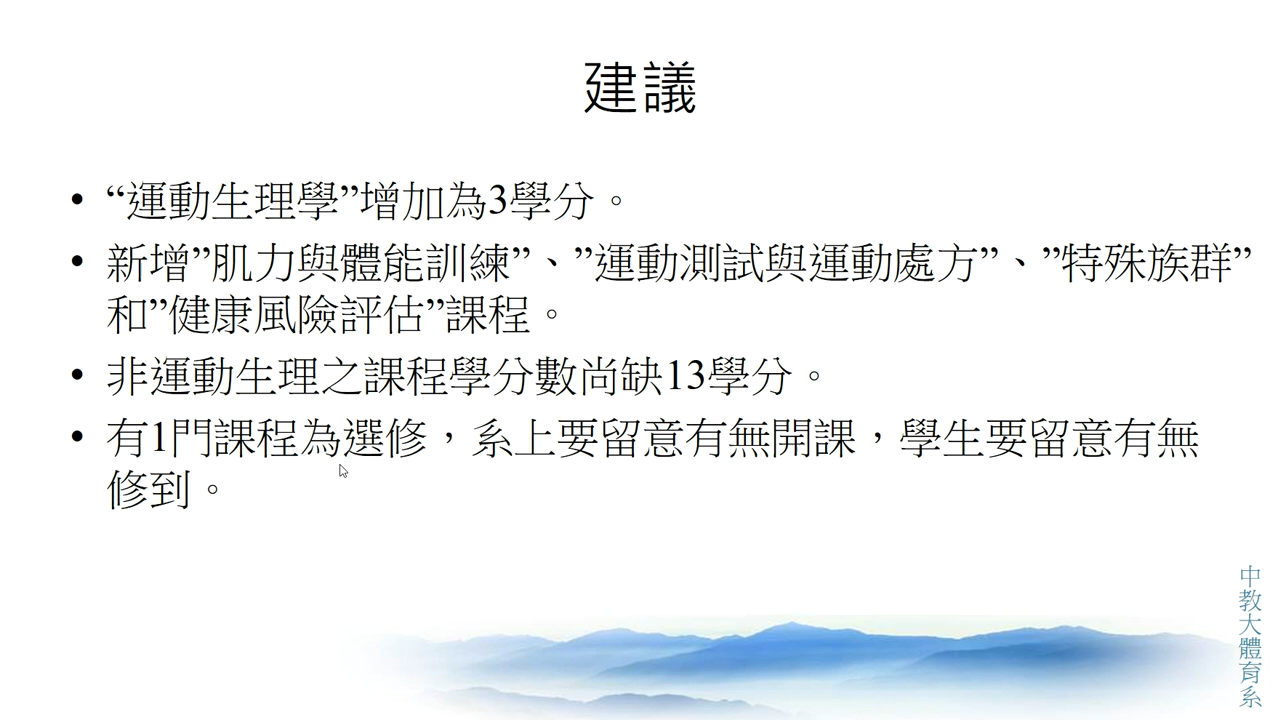 建議
• “運動生理學”增加為3學分。
• 新增”肌力與體能訓練”、”運動測試與運動處方”、”特殊族群”
和”健康風險評估”課程。
• 非運動生理之課程學分數尚缺13學分。
• 有1門課程為選修，系上要留意有無開課，學生要留意有無
修到。
中教大體育系